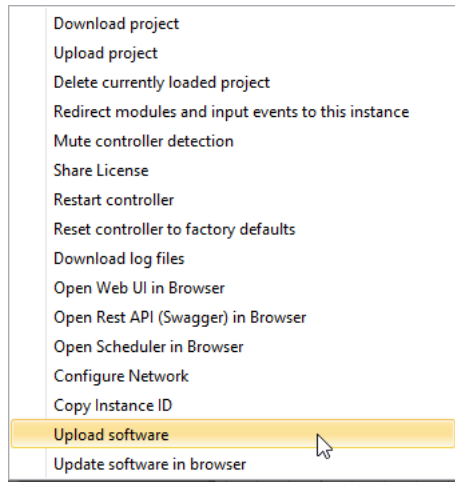 Download project
Upload project
Delete currently loaded project
Redirect modules and input events to this instance
Mute controller detection
Share License
Restart controller
Reset controller to factory defaults
Download log files
Open Web UI in Browser
Open Rest API (Swagger) in Browser
Open Scheduler in Browser
Configure Network
Copy Instance ID
Upload software
Update software in browser